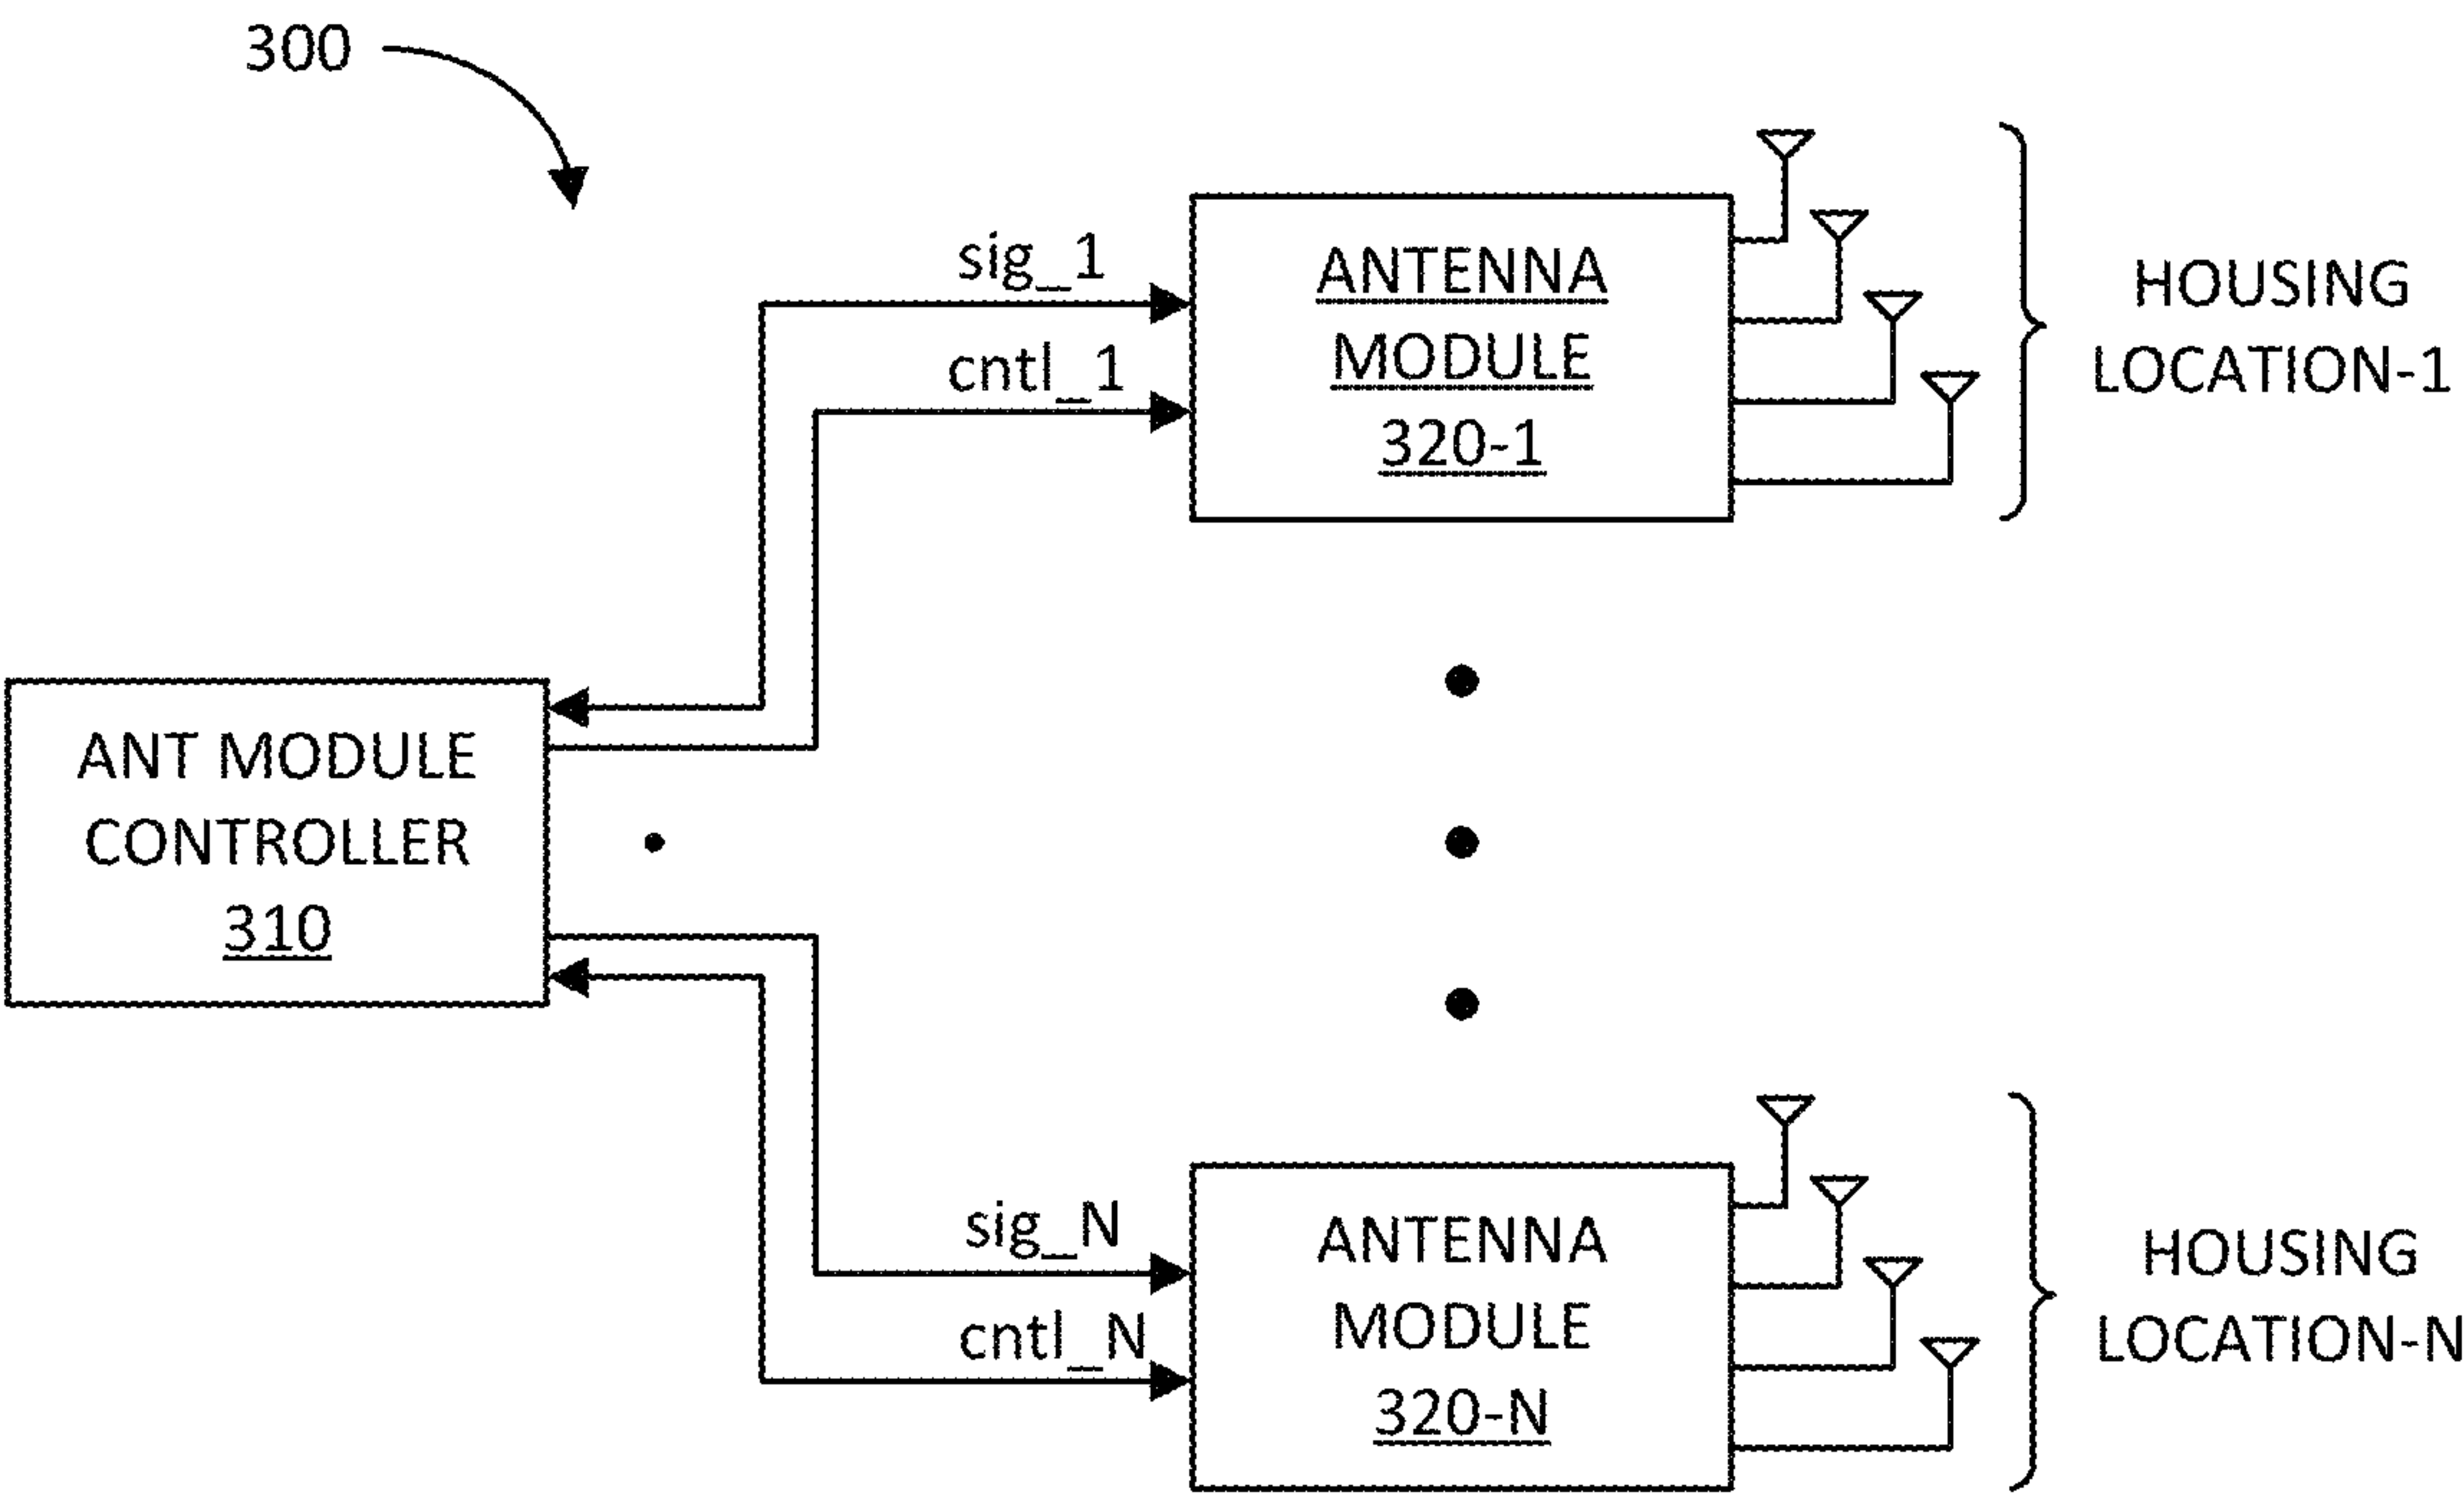 300
sig_1
cntl_1
ANTENNA
MODULE
320-1
HOUSING
LOCATION-1
ANT MODULE
CONTROLLER
310
sig_N
cntl_N
ANTENNA
MODULE
320-N
HOUSING
LOCATION-N